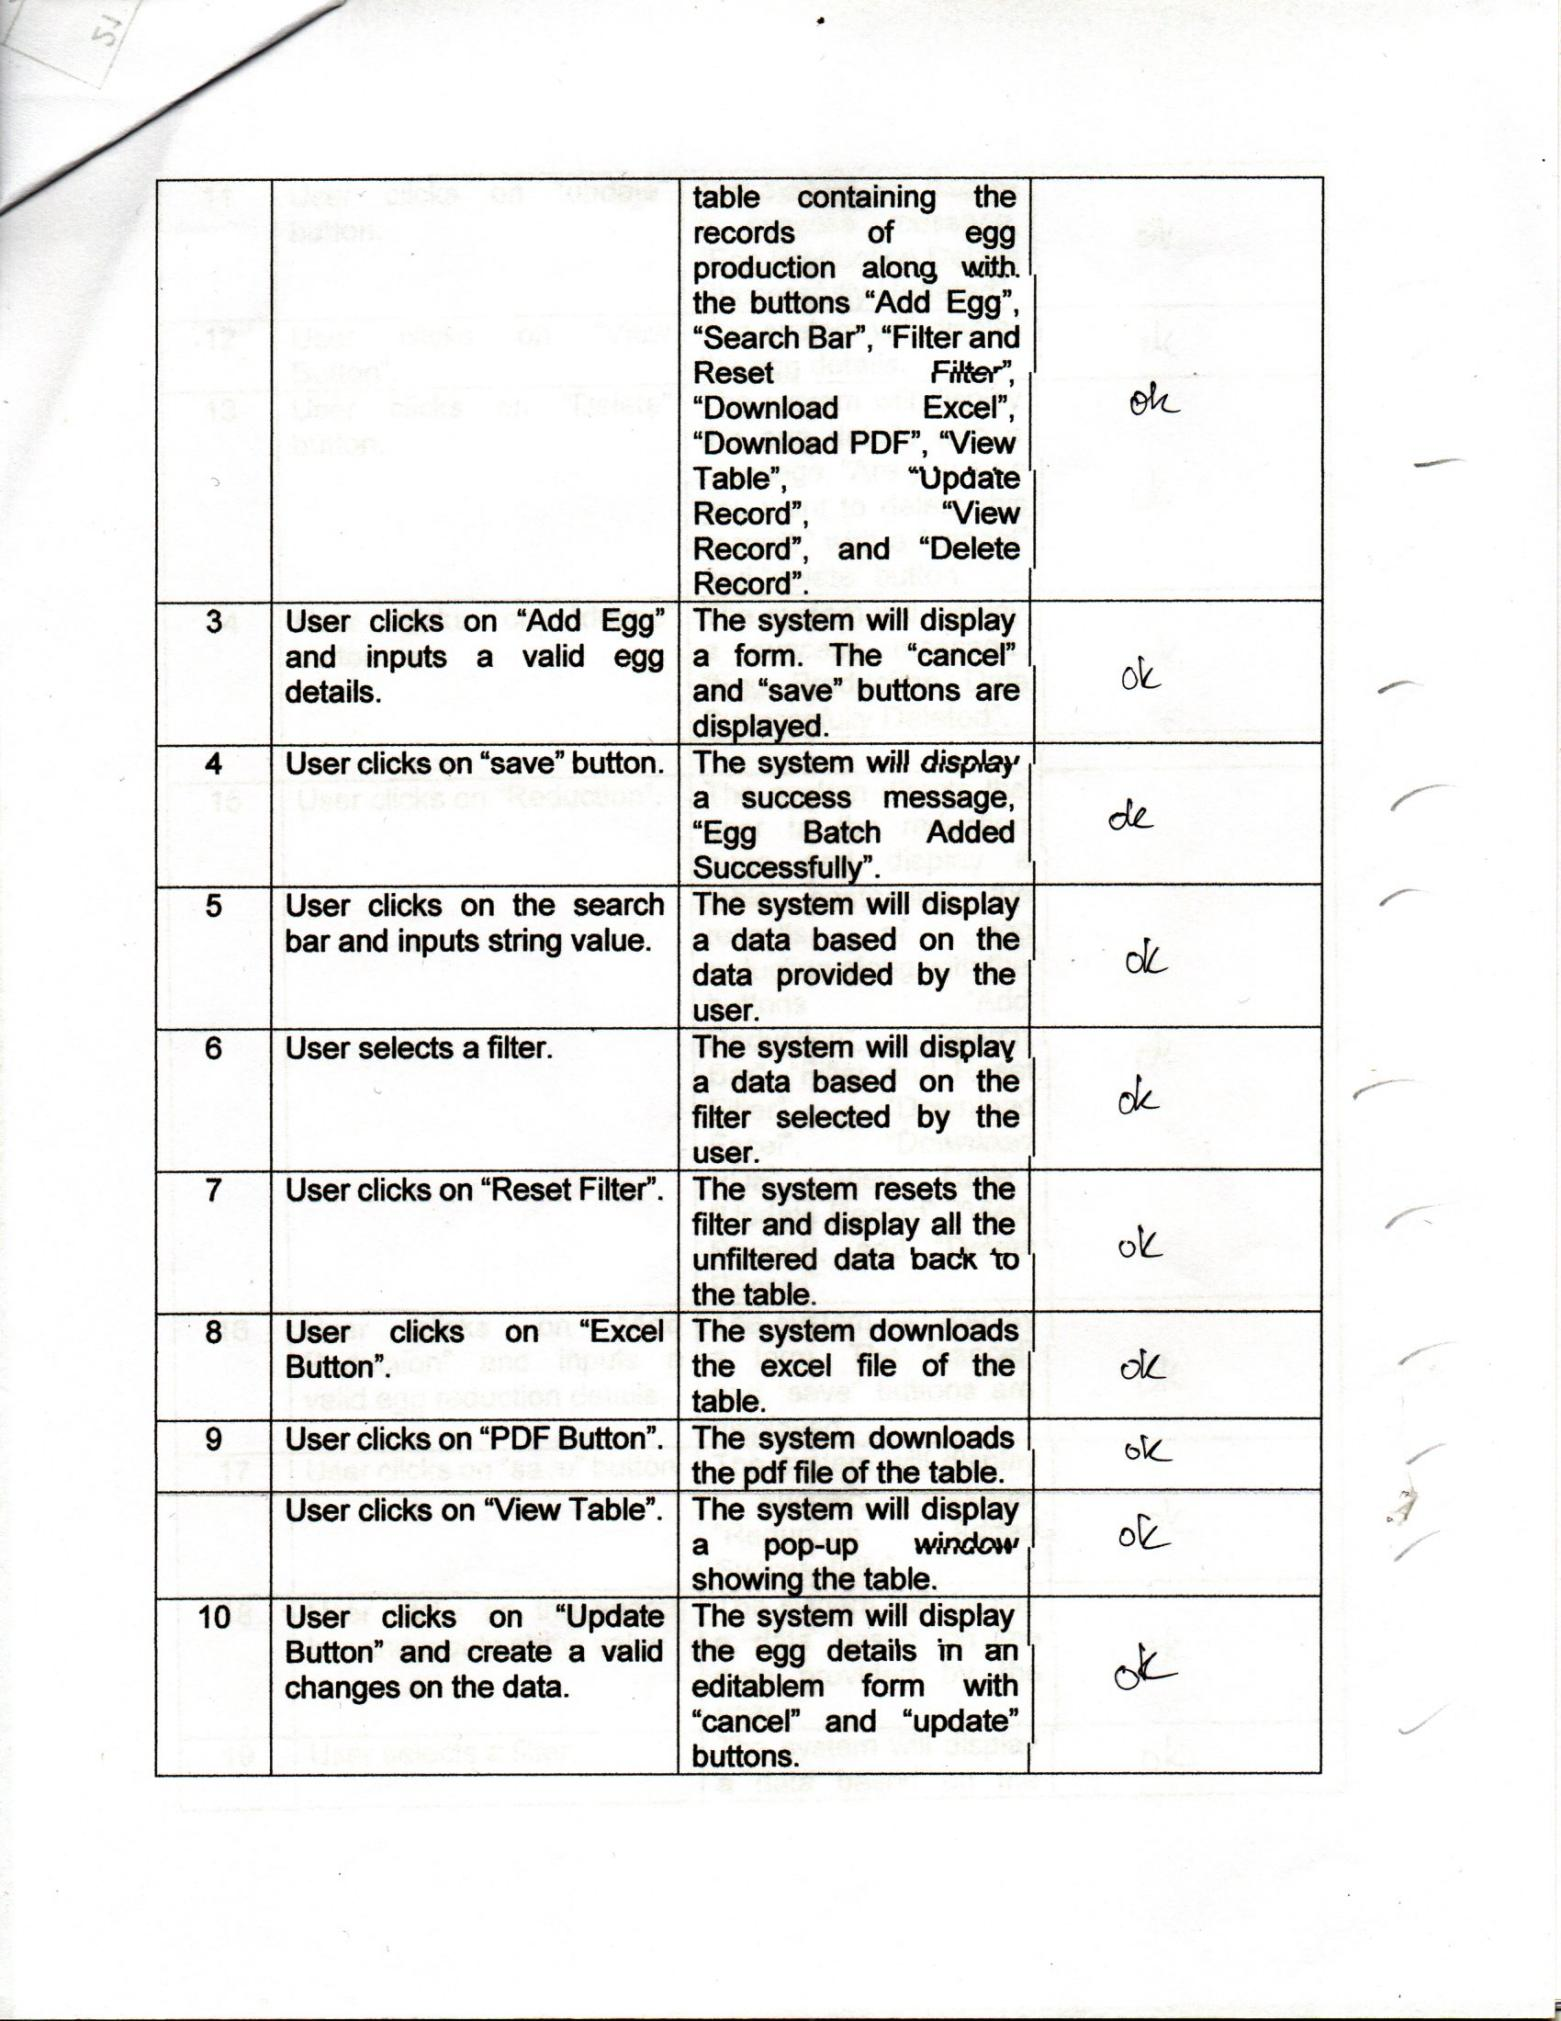 table containing the
records of egg
production along with
the buttons “Add Egg”,
“Search Bar”, “Filter and
Reset Filter”,
“Download Excel”,
“Download PDF”, “View
Table”, “Update
Record”, “View
Record”, and “Delete
Record”.
ok
3 User clicks on “Add Egg”
and inputs a valid egg
details.
The system will display
a form. The “cancel”
and “save” buttons are
displayed.
ok
4 User clicks on “save” button.
The system will display
a success message,
“Egg Batch Added
Successfully”.
ok
5 User clicks on the search
bar and inputs string value.
The system will display
a data based on the
data provided by the
user.
ok
6 User selects a filter.
The system will display
a data based on the
filter selected by the
user.
ok
7 User clicks on “Reset Filter”.
The system resets the
filter and display all the
unfiltered data back to
the table.
ok
8 User clicks on “Excel
Button”.
The system downloads
the excel file of the
table.
ok
9 User clicks on “PDF Button”.
The system downloads
the pdf file of the table.
ok
User clicks on “View Table”.
The system will display
a pop-up window
showing the table.
ok
10 User clicks on “Update
Button” and create a valid
changes on the data.
The system will display
the egg details in an
editablem form with
“cancel” and “update”
buttons.
ok